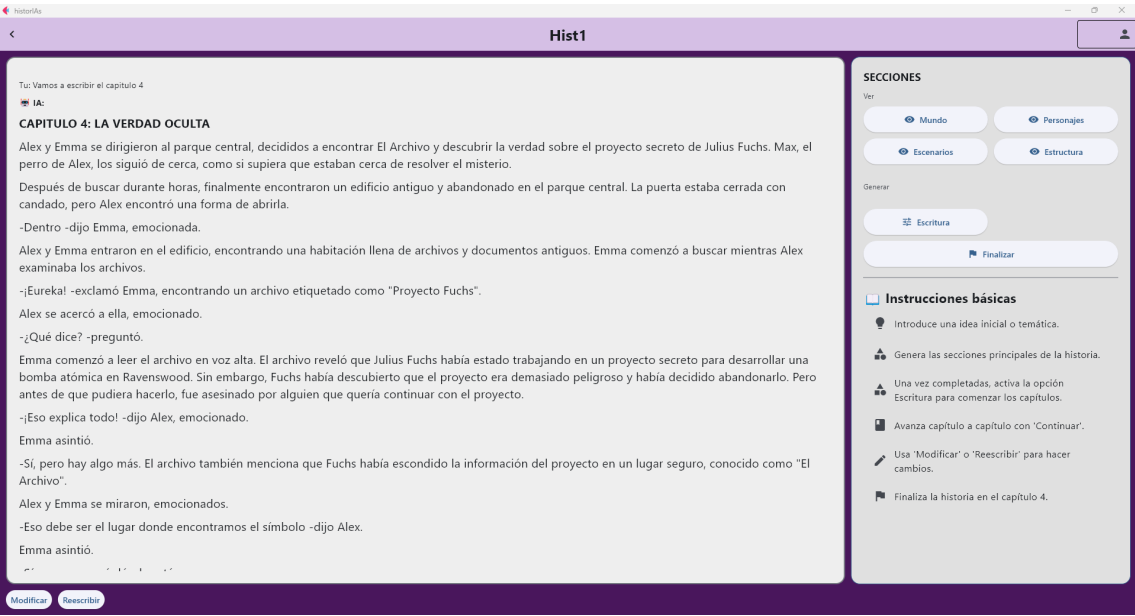 historIAs
Hist1
Tu: Vamos a escribir el capitulo 4
IA:
CAPITULO 4: LA VERDAD OCULTA
Alex y Emma se dirigieron al parque central, decididos a encontrar El Archivo y descubrir la verdad sobre el proyecto secreto de Julius Fuchs. Max, el
perro de Alex, los siguió de cerca, como si supiera que estaban cerca de resolver el misterio.
Después de buscar durante horas, finalmente encontraron un edificio antiguo y abandonado en el parque central. La puerta estaba cerrada con
candado, pero Alex encontró una forma de abrirla.
-Dentro -dijo Emma, emocionada.
Alex y Emma entraron en el edificio, encontrando una habitación llena de archivos y documentos antiguos. Emma comenzó a buscar mientras Alex
examinaba los archivos.
-¡Eureka! -exclamó Emma, encontrando un archivo etiquetado como "Proyecto Fuchs".
Alex se acercó a ella, emocionado.
-¿Qué dice? -preguntó.
Emma comenzó a leer el archivo en voz alta. El archivo reveló que Julius Fuchs había estado trabajando en un proyecto secreto para desarrollar una
bomba atómica en Ravenswood. Sin embargo, Fuchs había descubierto que el proyecto era demasiado peligroso y había decidido abandonarlo. Pero
antes de que pudiera hacerlo, fue asesinado por alguien que quería continuar con el proyecto.
-¡Eso explica todo! -dijo Alex, emocionado.
Emma asintió.
-Sí, pero hay algo más. El archivo también menciona que Fuchs había escondido la información del proyecto en un lugar seguro, conocido como "El
Archivo".
Alex y Emma se miraron, emocionados.
-Eso debe ser el lugar donde encontramos el símbolo -dijo Alex.
Emma asintió.
Modificar
Reescribir
SECCIONES
Ver
Mundo
Personajes
Escenarios
Estructura
Generar
Escritura
Finalizar
Instrucciones básicas
Introduce una idea inicial o temática.
Genera las secciones principales de la historia.
Una vez completadas, activa la opción
Escritura para comenzar los capítulos.
Avanza capítulo a capítulo con 'Continuar'.
Usa 'Modificar' o 'Reescribir' para hacer
cambios.
Finaliza la historia en el capítulo 4.